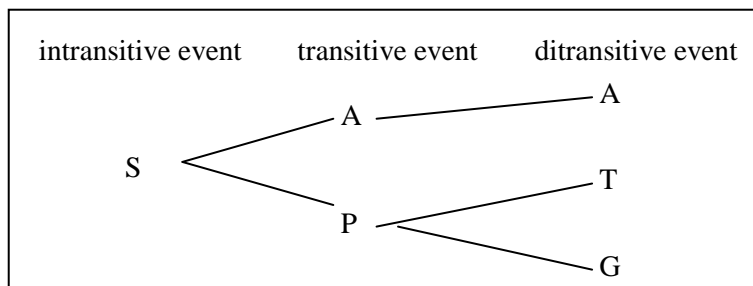 intransitive event transitive event ditransitive event
A
A
S
T
P
G